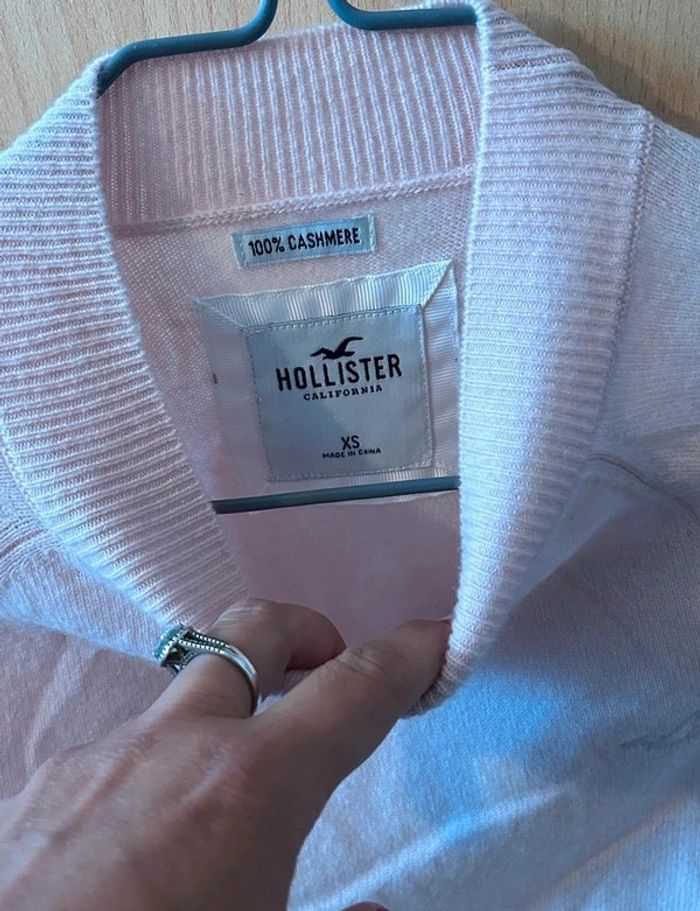 100% CASHMERE
HOLLISTER
CALIFORNIA
XS
MADE IN CHINA